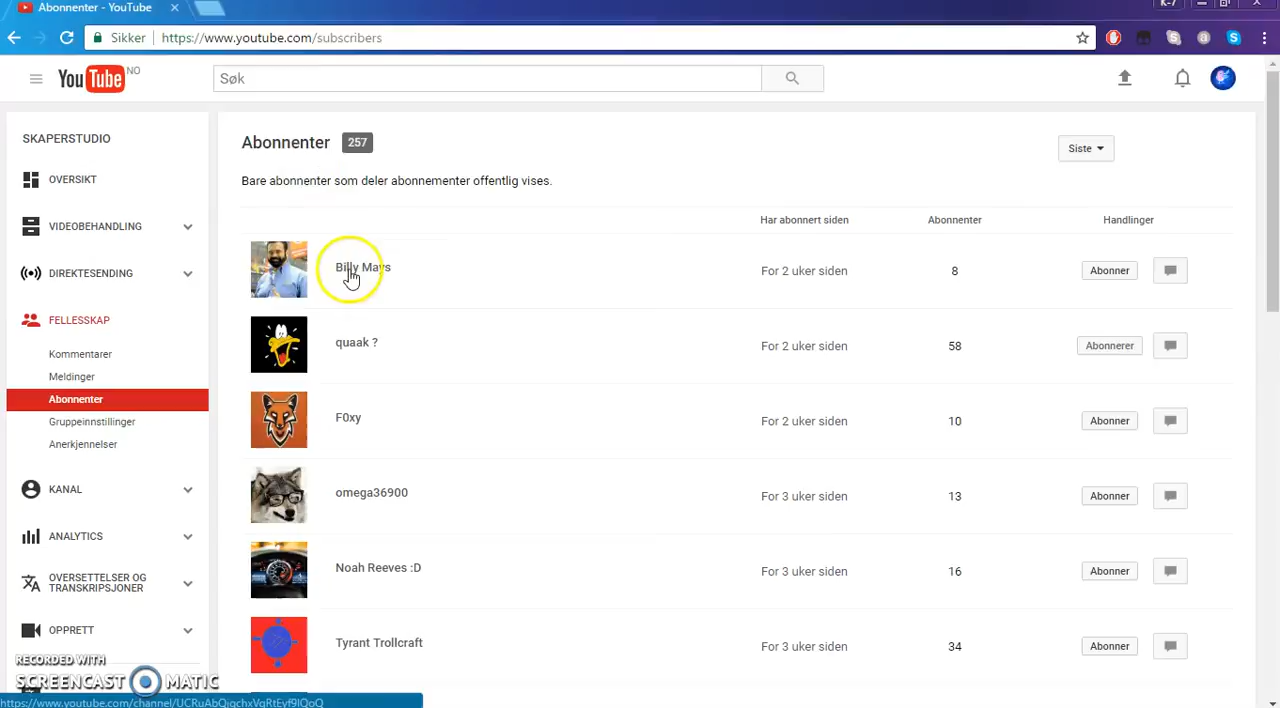 Abonnenter - YouTube
K-7
Sikker
https://www.youtube.com/subscribers
YouTube NO
Søk
SKAPERSTUDIO
OVERSIKT
VIDEOBEHANDLING
DIREKTESENDING
FELLESSKAP
Kommentarer
Meldinger
Abonnenter
Gruppeinnstillinger
Anerkjennelser
KANAL
ANALYTICS
OVERSETTELSER OG
TRANSKRIPSJONER
OPPRETT
Abonnenter 257
Siste
Bare abonnenter som deler abonnementer offentlig vises.
Har abonnert siden Abonnenter Handlinger
Billy Mays For 2 uker siden 8 Abonner
quaak ? For 2 uker siden 58 Abonnerer
F0xy For 2 uker siden 10 Abonner
omega36900 For 3 uker siden 13 Abonner
Noah Reeves :D For 3 uker siden 16 Abonner
Tyrant Trollcraft For 3 uker siden 34 Abonner
RECORDED WITH
SCREENCAST MATIC